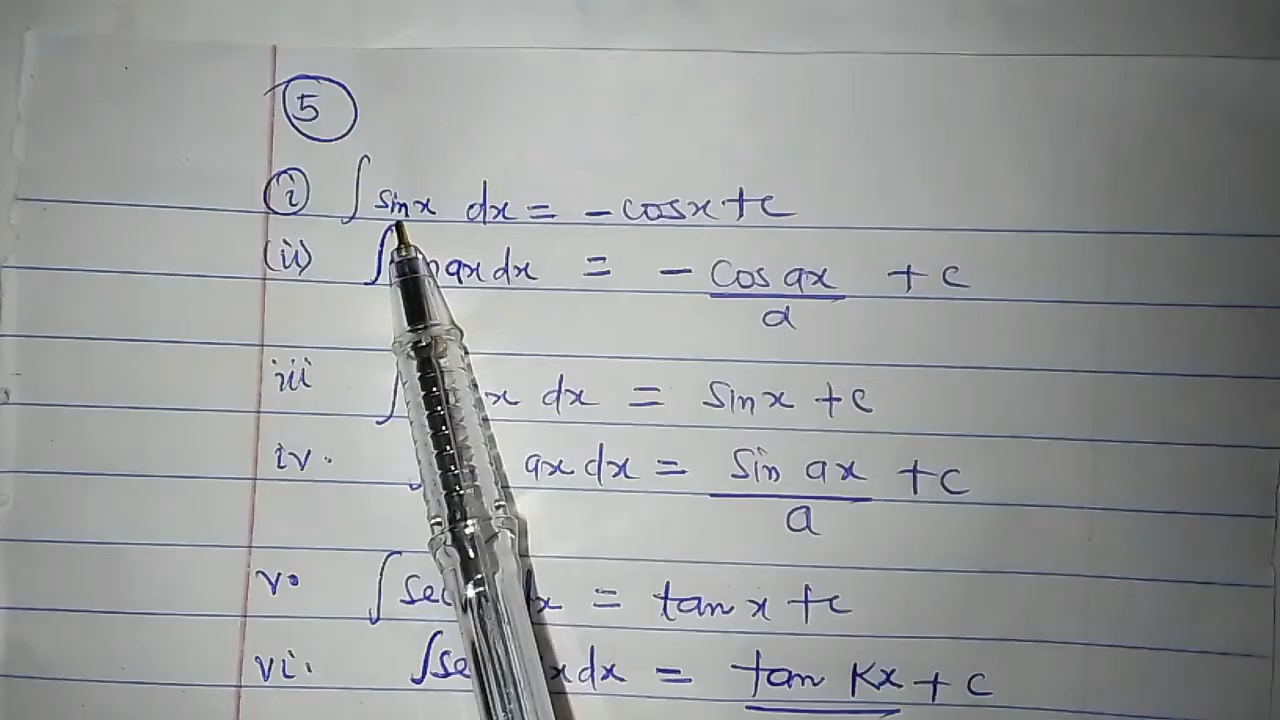 5
i ∫ sinx dx = - cosx + c
(ii) ∫ ax dx = - cos ax / a + c
iii ∫ x dx = sinx + c
iv. ax dx = sin ax / a + c
v. ∫ sec x = tan x + c
vi. ∫ se x dx = tan Kx + c